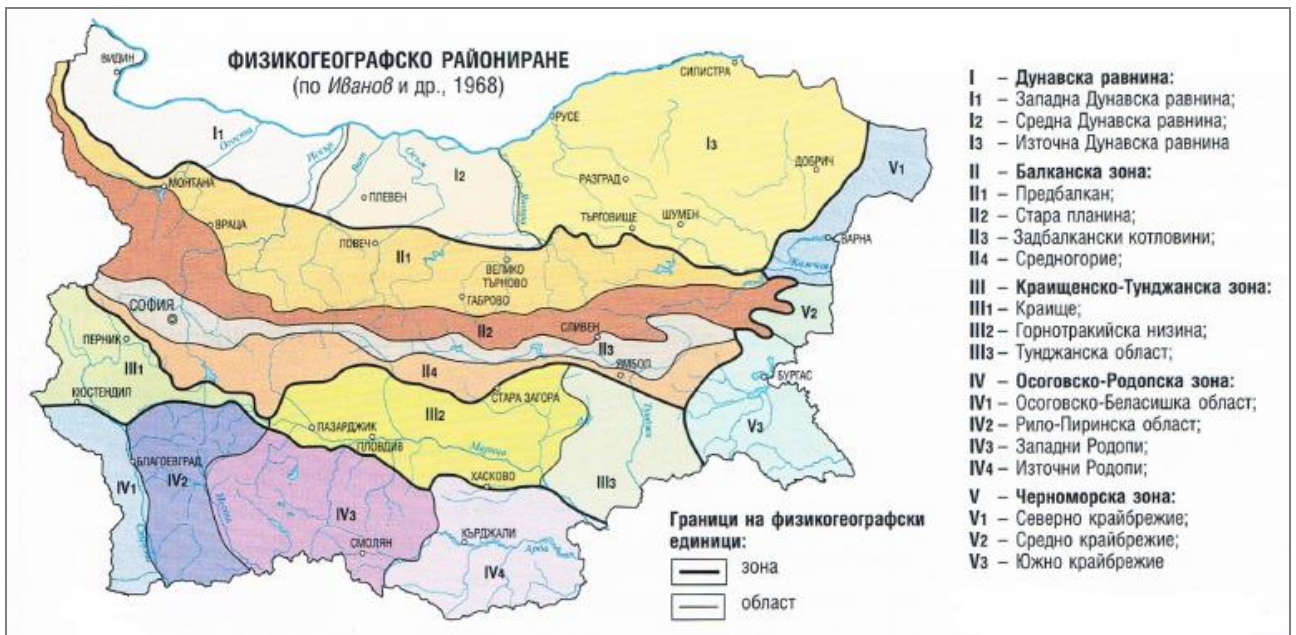 ФИЗИКОГЕОГРАФСКО РАЙОНИРАНЕ
(по Иванов и др., 1968)
ВИДИН
СИЛИСТРА
РУСЕ
I1
Огоста
Искър
Вит
Осъм
I2
I3
ДОБРИЧ
V1
МОНТАНА
ПЛЕВЕН
РАЗГРАД
ВРАЦА
ЛОВЕЧ
II1
ТЪРГОВИЩЕ
ШУМЕН
ВАРНА
Камчия
ВЕЛИКО
ТЪРНОВО
ГАБРОВО
СОФИЯ
II2
СЛИВЕН
V2
ПЕРНИК
II3
III1
II4
ЯМБОЛ
БУРГАС
КЮСТЕНДИЛ
СТАРА ЗАГОРА
III2
ПАЗАРДЖИК
Тунджа
V3
ПЛОВДИВ
Марица
БЛАГОЕВГРАД
ХАСКОВО
IV1
IV2
III3
Места
IV3
КЪРДЖАЛИ
СМОЛЯН
Арда
IV4
Граници на физикогеографски
единици:
зона
област
I – Дунавска равнина:
I1 – Западна Дунавска равнина;
I2 – Средна Дунавска равнина;
I3 – Източна Дунавска равнина
II – Балканска зона:
II1 – Предбалкан;
II2 – Стара планина;
II3 – Задбалкански котловини;
II4 – Средногорие;
III – Краищенско-Тунджанска зона:
III1 – Краище;
III2 – Горнотракийска низина;
III3 – Тунджанска област;
IV – Осоговско-Родопска зона:
IV1 – Осоговско-Беласишка област;
IV2 – Рило-Пиринска област;
IV3 – Западни Родопи;
IV4 – Източни Родопи;
V – Черноморска зона:
V1 – Северно крайбрежие;
V2 – Средно крайбрежие;
V3 – Южно крайбрежие